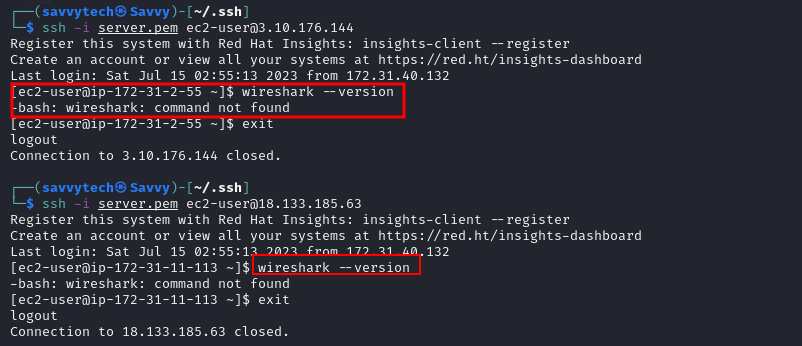 ┌──(savvytech㉿Savvy)-[~/.ssh]
└─$ ssh -i server.pem ec2-user@3.10.176.144
Register this system with Red Hat Insights: insights-client --register
Create an account or view all your systems at https://red.ht/insights-dashboard
Last login: Sat Jul 15 02:55:13 2023 from 172.31.40.132
[ec2-user@ip-172-31-2-55 ~]$ wireshark --version
-bash: wireshark: command not found
[ec2-user@ip-172-31-2-55 ~]$ exit
logout
Connection to 3.10.176.144 closed.
┌──(savvytech㉿Savvy)-[~/.ssh]
└─$ ssh -i server.pem ec2-user@18.133.185.63
Register this system with Red Hat Insights: insights-client --register
Create an account or view all your systems at https://red.ht/insights-dashboard
Last login: Sat Jul 15 02:55:13 2023 from 172.31.40.132
[ec2-user@ip-172-31-11-113 ~]$ wireshark --version
-bash: wireshark: command not found
[ec2-user@ip-172-31-11-113 ~]$ exit
logout
Connection to 18.133.185.63 closed.